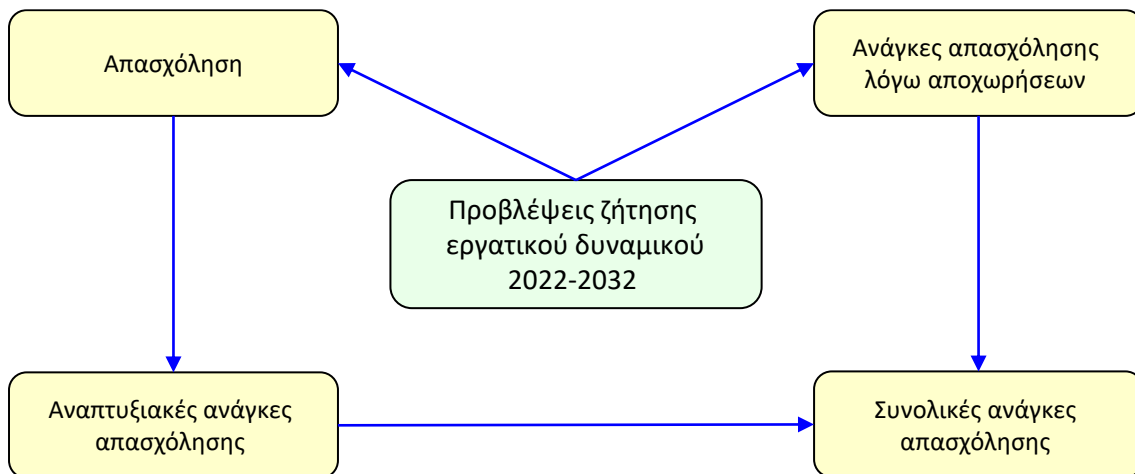 Απασχόληση
Ανάγκες απασχόλησης
λόγω αποχωρήσεων
Προβλέψεις ζήτησης
εργατικού δυναμικού
2022-2032
Αναπτυξιακές ανάγκες
απασχόλησης
Συνολικές ανάγκες
απασχόλησης